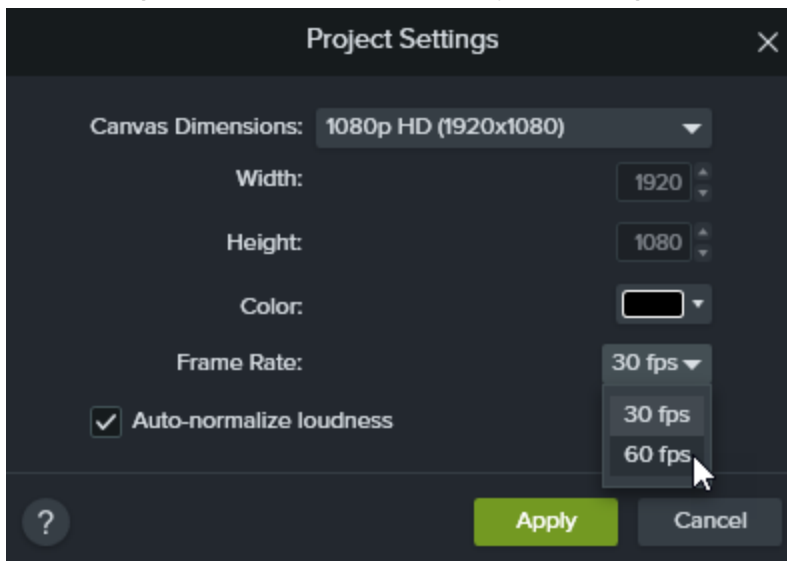 Project Settings
Canvas Dimensions: 1080p HD (1920x1080)
Width: 1920
Height: 1080
Color:
Frame Rate: 30 fps
Auto-normalize loudness
30 fps
60 fps
? Apply Cancel